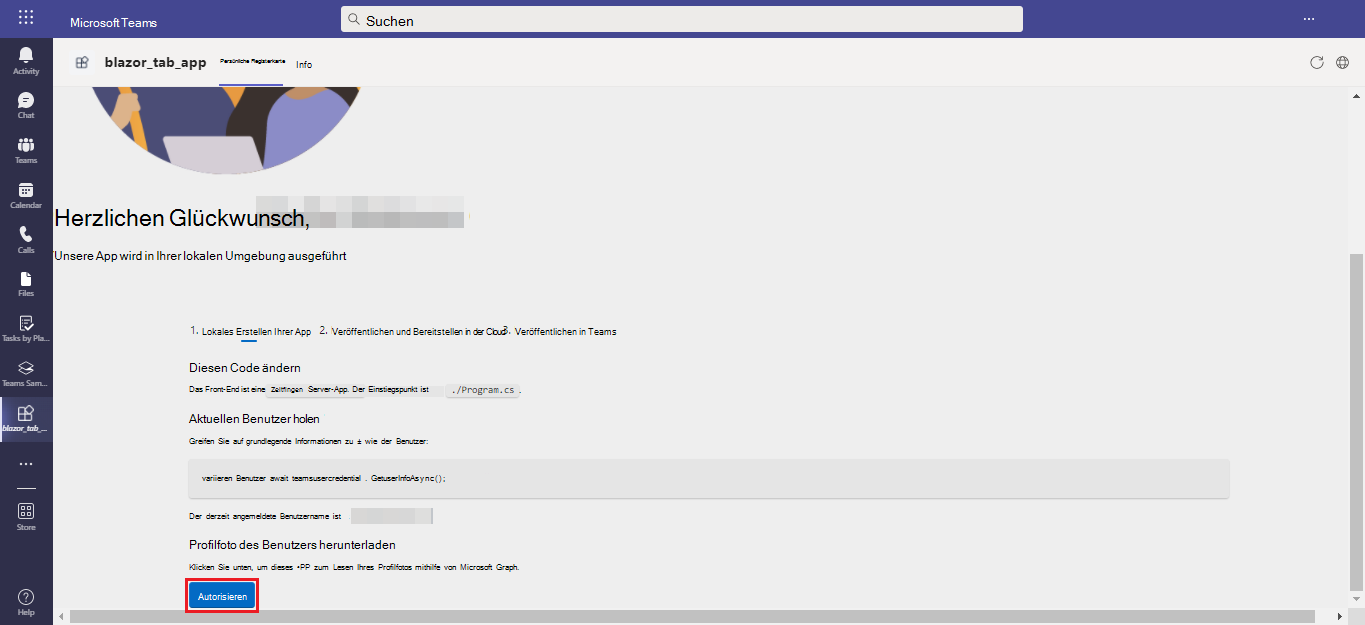 Microsoft Teams
Suchen
Activity
Chat
Teams
Calendar
Calls
Files
Tasks by Pla...
Teams Sam...
blazor_tab_...
Store
Help
blazor_tab_app Persönliche Registerkarte Info
Herzlichen Glückwunsch,
Unsere App wird in Ihrer lokalen Umgebung ausgeführt
1. Lokales Erstellen Ihrer App 2. Veröffentlichen und Bereitstellen in der Cloud 3. Veröffentlichen in Teams
Diesen Code ändern
Das Front-End ist eine Zeitfingen Server-App. Der Einstiegspunkt ist ./Program.cs .
Aktuellen Benutzer holen
Greifen Sie auf grundlegende Informationen zu ± wie der Benutzer:
variieren Benutzer await teamsusercredential . GetuserInfoAsync();
Der derzeit angemeldete Benutzername ist
Profilfoto des Benutzers herunterladen
Klicken Sie unten, um dieses •PP zum Lesen Ihres Profilfotos mithilfe von Microsoft Graph.
Autorisieren